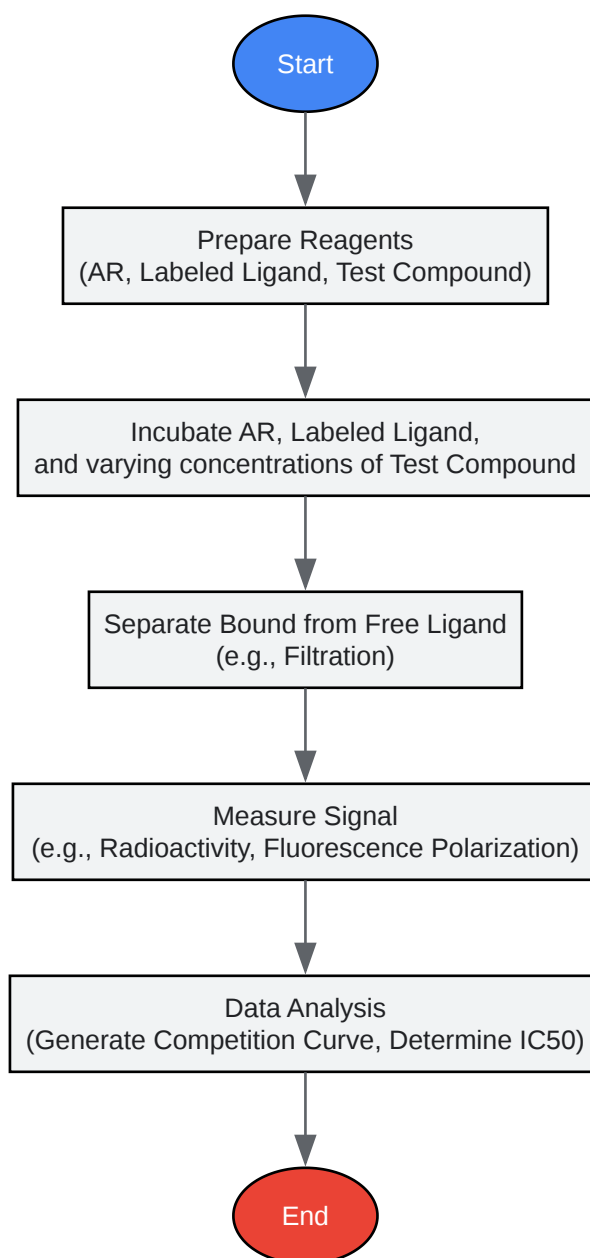 Start
Prepare Reagents
(AR, Labeled Ligand, Test Compound)
Incubate AR, Labeled Ligand,
and varying concentrations of Test Compound
Separate Bound from Free Ligand
(e.g., Filtration)
Measure Signal
(e.g., Radioactivity, Fluorescence Polarization)
Data Analysis
(Generate Competition Curve, Determine IC50)
End